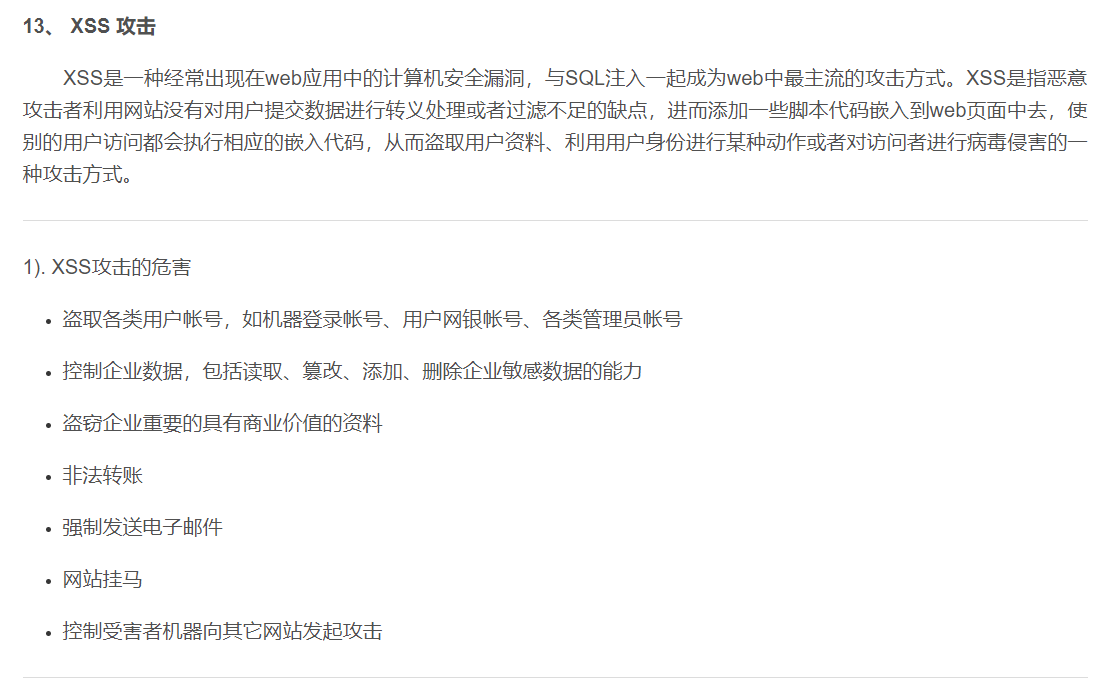 13、 XSS 攻击
XSS是一种经常出现在web应用中的计算机安全漏洞，与SQL注入一起成为web中最主流的攻击方式。XSS是指恶意
攻击者利用网站没有对用户提交数据进行转义处理或者过滤不足的缺点，进而添加一些脚本代码嵌入到web页面中去，使
别的用户访问都会执行相应的嵌入代码，从而盗取用户资料、利用用户身份进行某种动作或者对访问者进行病毒侵害的一
种攻击方式。
1). XSS攻击的危害
• 盗取各类用户帐号，如机器登录帐号、用户网银帐号、各类管理员帐号
• 控制企业数据，包括读取、篡改、添加、删除企业敏感数据的能力
• 盗窃企业重要的具有商业价值的资料
• 非法转账
• 强制发送电子邮件
• 网站挂马
• 控制受害者机器向其它网站发起攻击